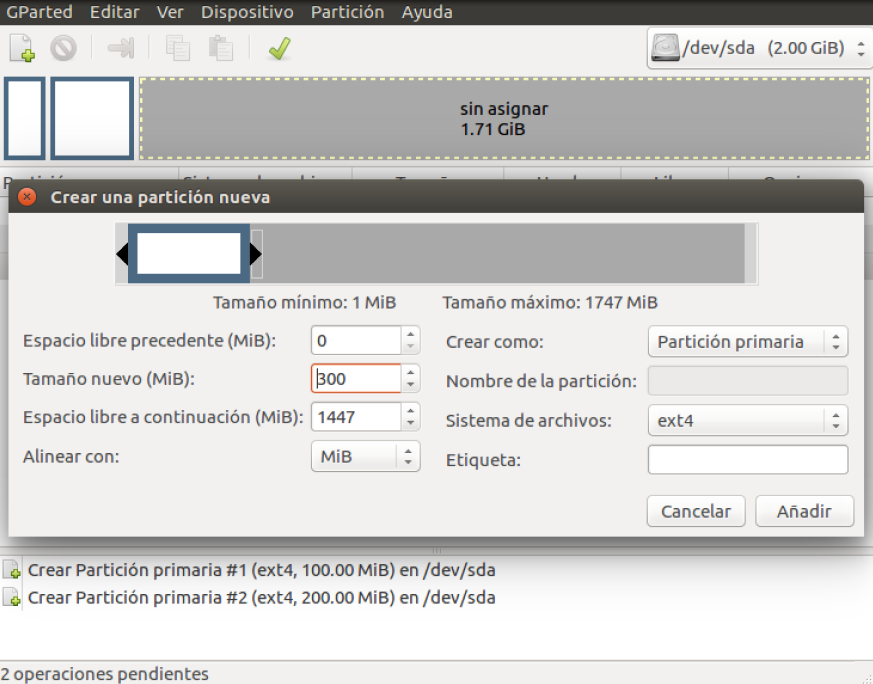 GParted Editar Ver Dispositivo Partición Ayuda
/dev/sda (2.00 GiB)
sin asignar
1.71 GiB
Crear una partición nueva
Tamaño mínimo: 1 MiB Tamaño máximo: 1747 MiB
Espacio libre precedente (MiB): 0 Crear como: Partición primaria
Tamaño nuevo (MiB): 300 Nombre de la partición:
Espacio libre a continuación (MiB): 1447 Sistema de archivos: ext4
Alinear con: MiB Etiqueta:
Cancelar Añadir
Crear Partición primaria #1 (ext4, 100.00 MiB) en /dev/sda
Crear Partición primaria #2 (ext4, 200.00 MiB) en /dev/sda
2 operaciones pendientes